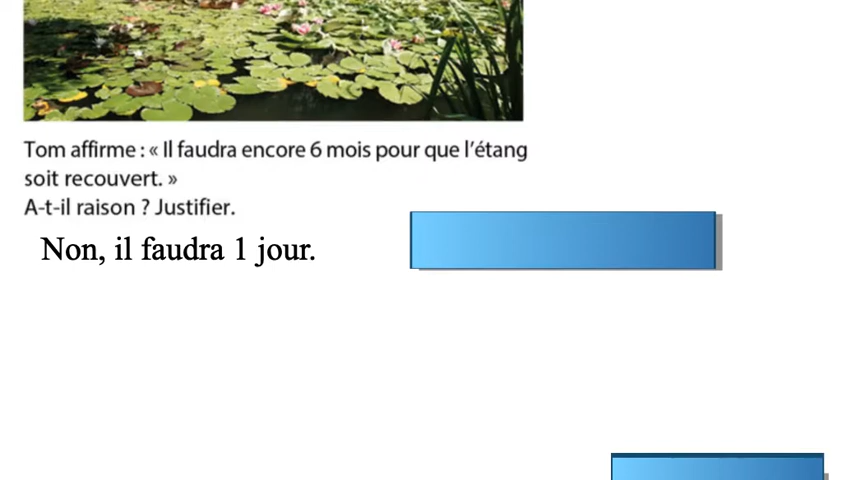 Tom affirme : « Il faudra encore 6 mois pour que l'étang
soit recouvert. »
A-t-il raison ? Justifier.
Non, il faudra 1 jour.